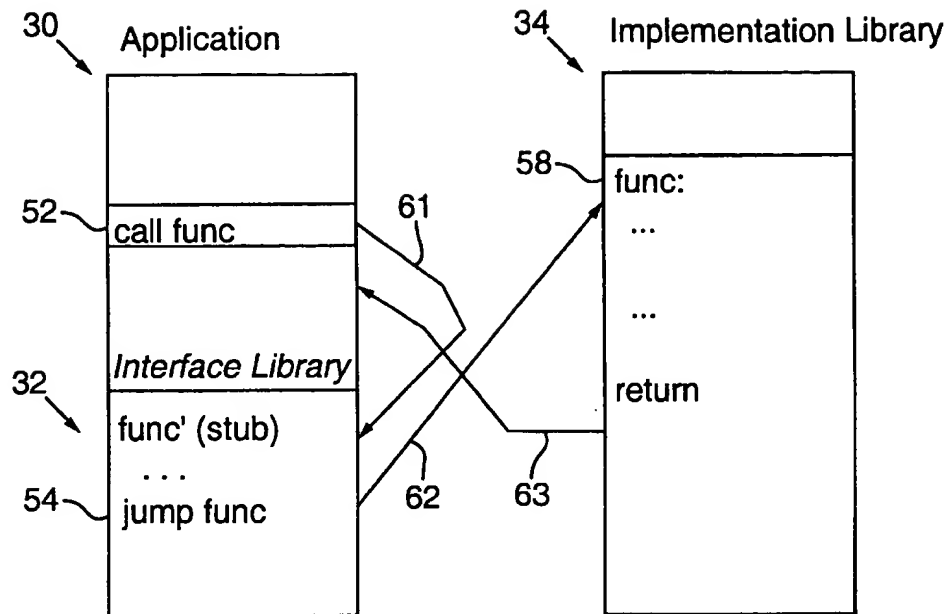 30
Application
34
Implementation Library
52
call func
61
58
func:
...
...
Interface Library
32
func' (stub)
...
54
jump func
62
return
63